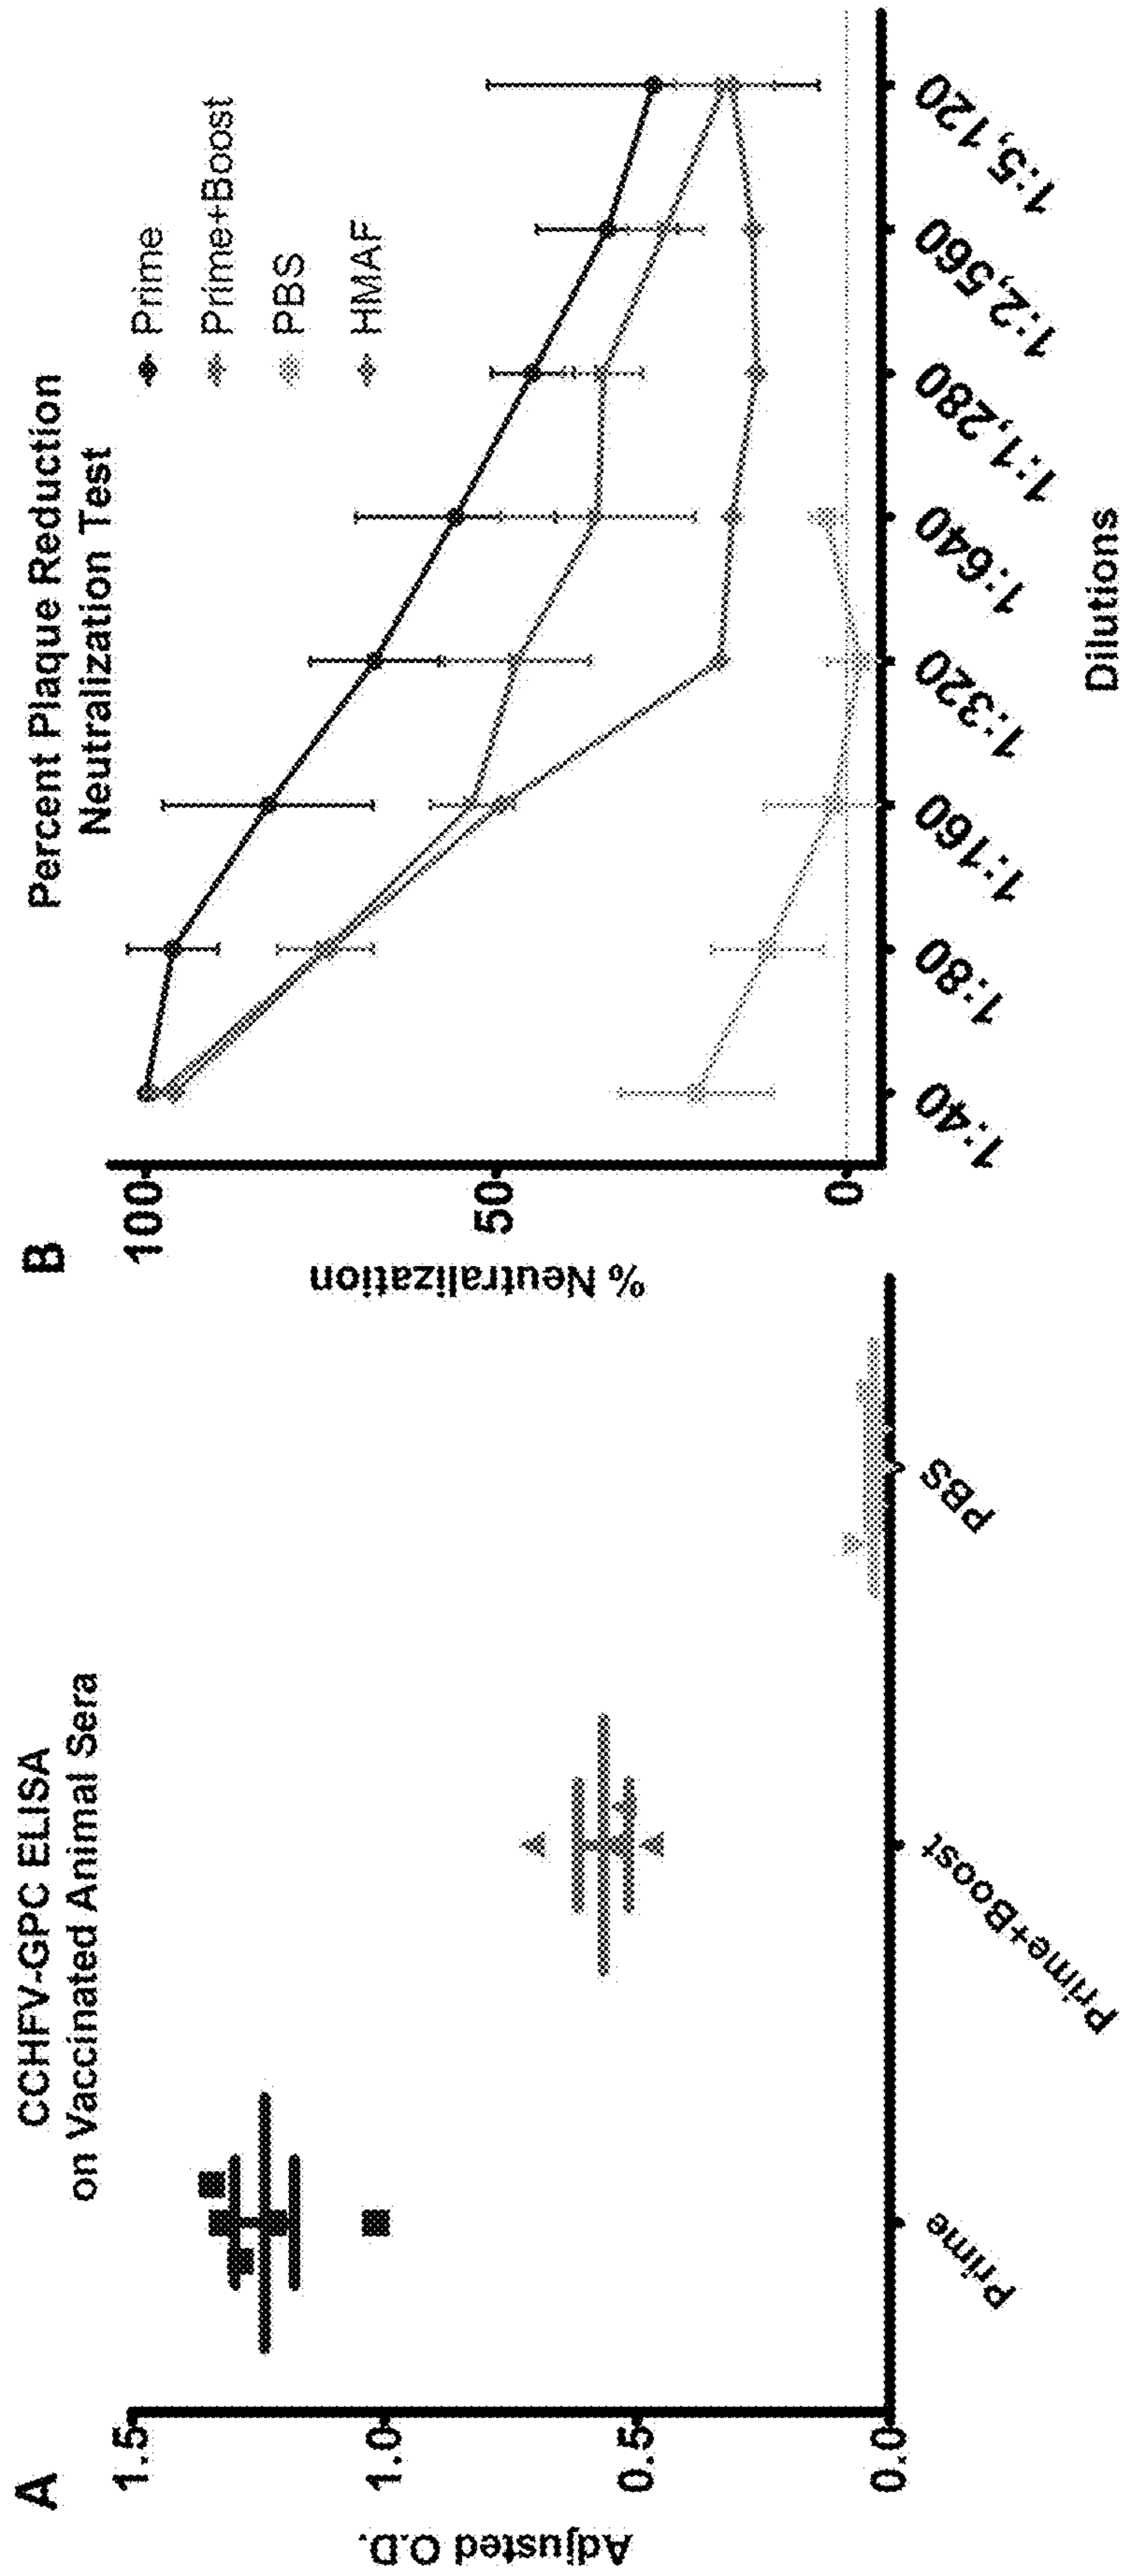 A
CCHFV-GPC ELISA
on Vaccinated Animal Sera
Adjusted O.D.
1.5
1.0
0.5
0.0
Prime
Prime+Boost
PBS
B
Percent Plaque Reduction
Neutralization Test
% Neutralization
100
50
0
Prime
Prime+Boost
PBS
HMAF
1:40
1:80
1:160
1:320
1:640
1:1,280
1:2,560
1:5,120
Dilutions